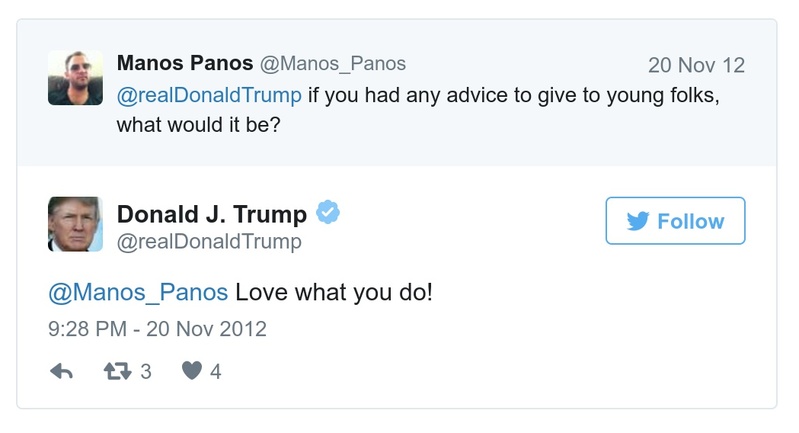 Manos Panos @Manos_Panos 20 Nov 12
@realDonaldTrump if you had any advice to give to young folks,
what would it be?
Donald J. Trump
@realDonaldTrump
Follow
@Manos_Panos Love what you do!
9:28 PM - 20 Nov 2012
3 4